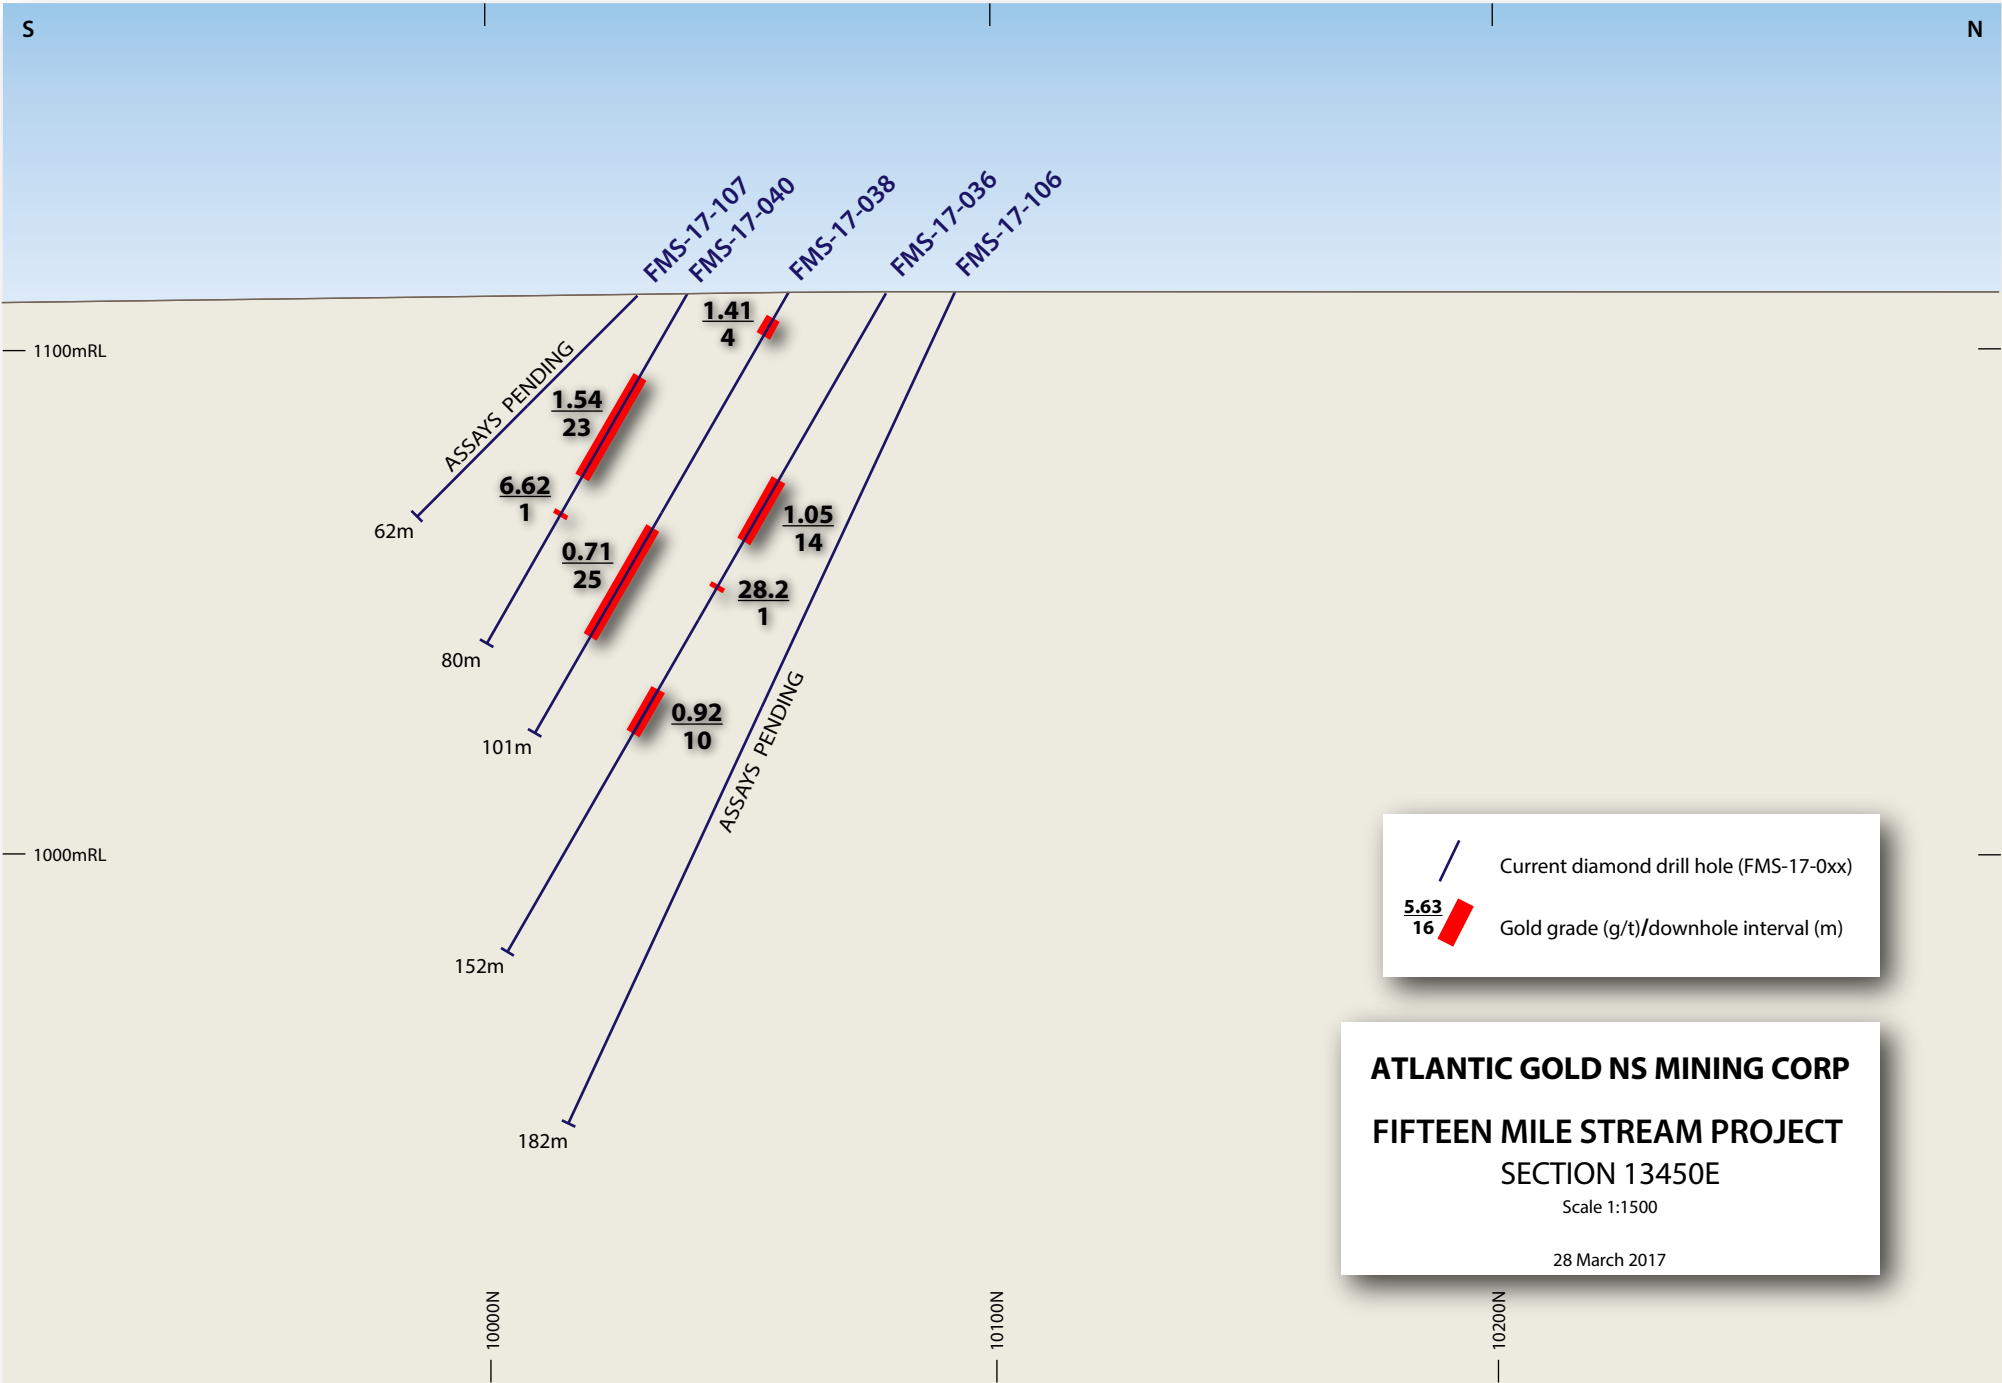 S
N
FMS-17-107
FMS-17-040
FMS-17-038
FMS-17-036
FMS-17-106
1.41
4
1100mRL
ASSAYS PENDING
1.54
23
6.62
1
62m
1.05
14
0.71
25
28.2
1
80m
0.92
10
101m
ASSAYS PENDING
1000mRL
152m
182m
Current diamond drill hole (FMS-17-0xx)
5.63
16
Gold grade (g/t)/downhole interval (m)
ATLANTIC GOLD NS MINING CORP
FIFTEEN MILE STREAM PROJECT
SECTION 13450E
Scale 1:1500
28 March 2017
10000N
10100N
10200N